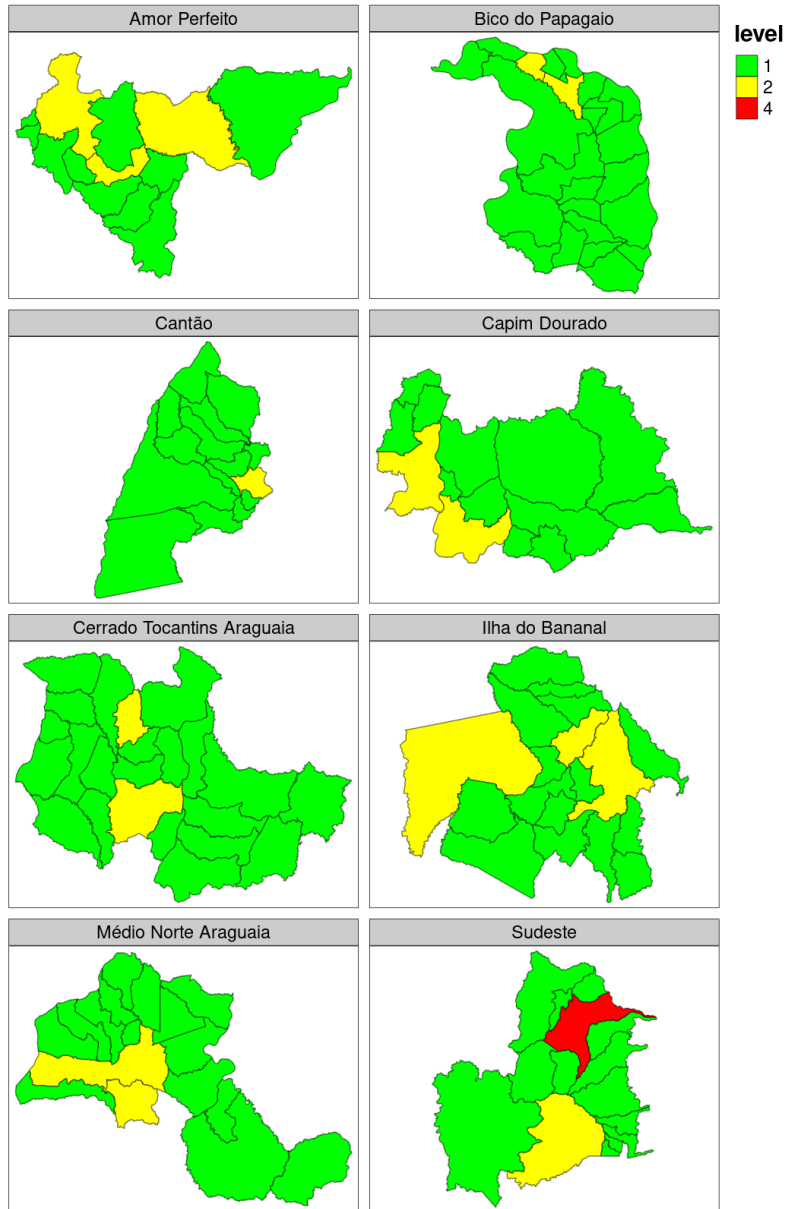 Amor Perfeito
Bico do Papagaio
level
1
2
4
Cantão
Capim Dourado
Cerrado Tocantins Araguaia
Ilha do Bananal
Médio Norte Araguaia
Sudeste